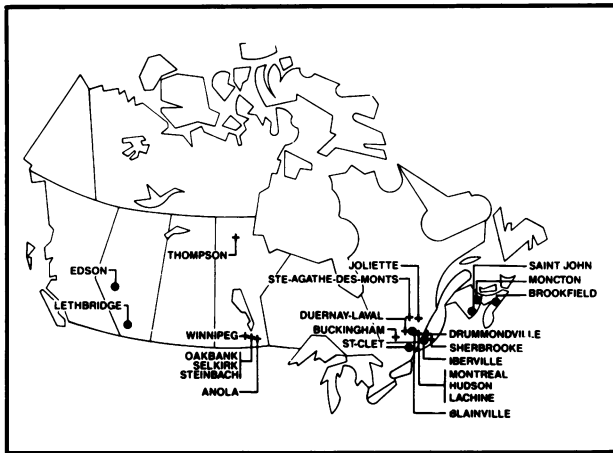 THOMPSON
EDSON
LETHBRIDGE
WINNIPEG
OAKBANK
SELKIRK
STEINBACH
ANOLA
JOLIETTE
STE-AGATHE-DES-MONTS
DUERNAY-LAVAL
BUCKINGHAM
ST-CLET
SAINT JOHN
MONCTON
BROOKFIELD
DRUMMONDVILLE
SHERBROOKE
IBERVILLE
MONTREAL
HUDSON
LACHINE
BLAINVILLE